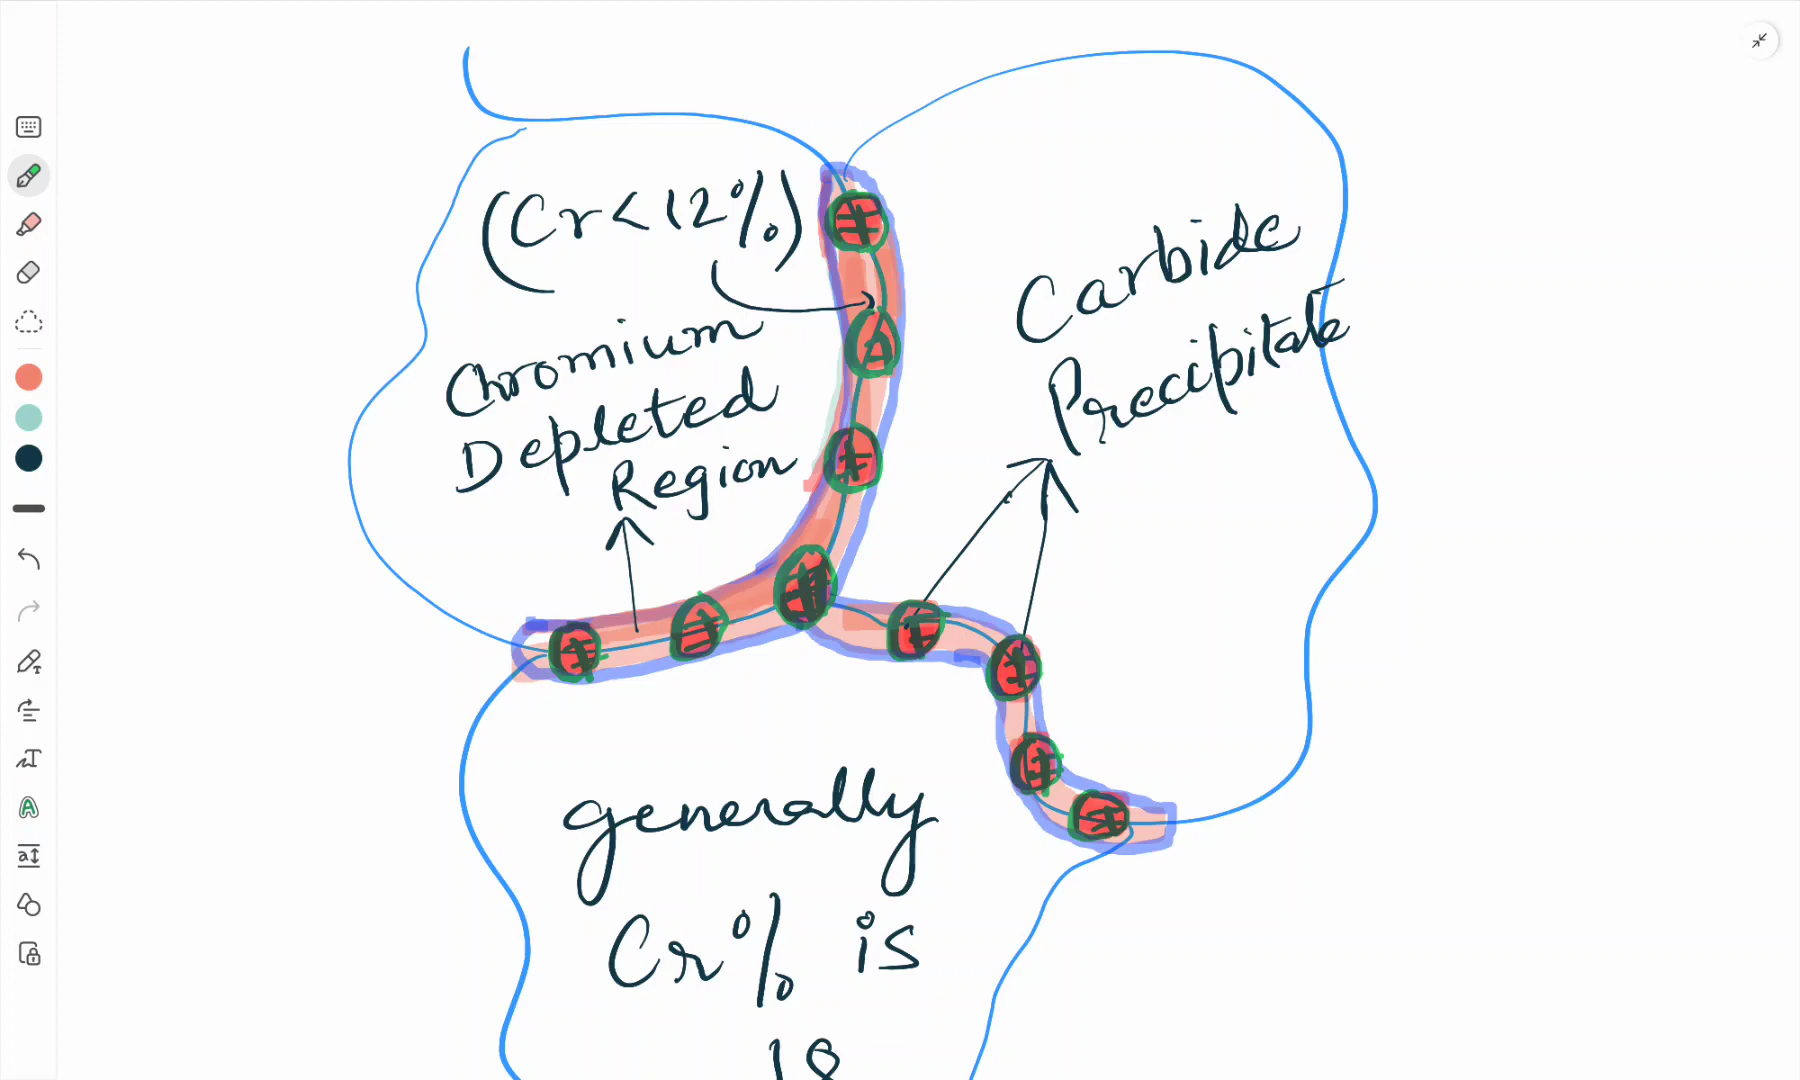 (Cr < 12%)
Chromium
Depleted
Region
Carbide
Precipitate
generally
Cr% is
18